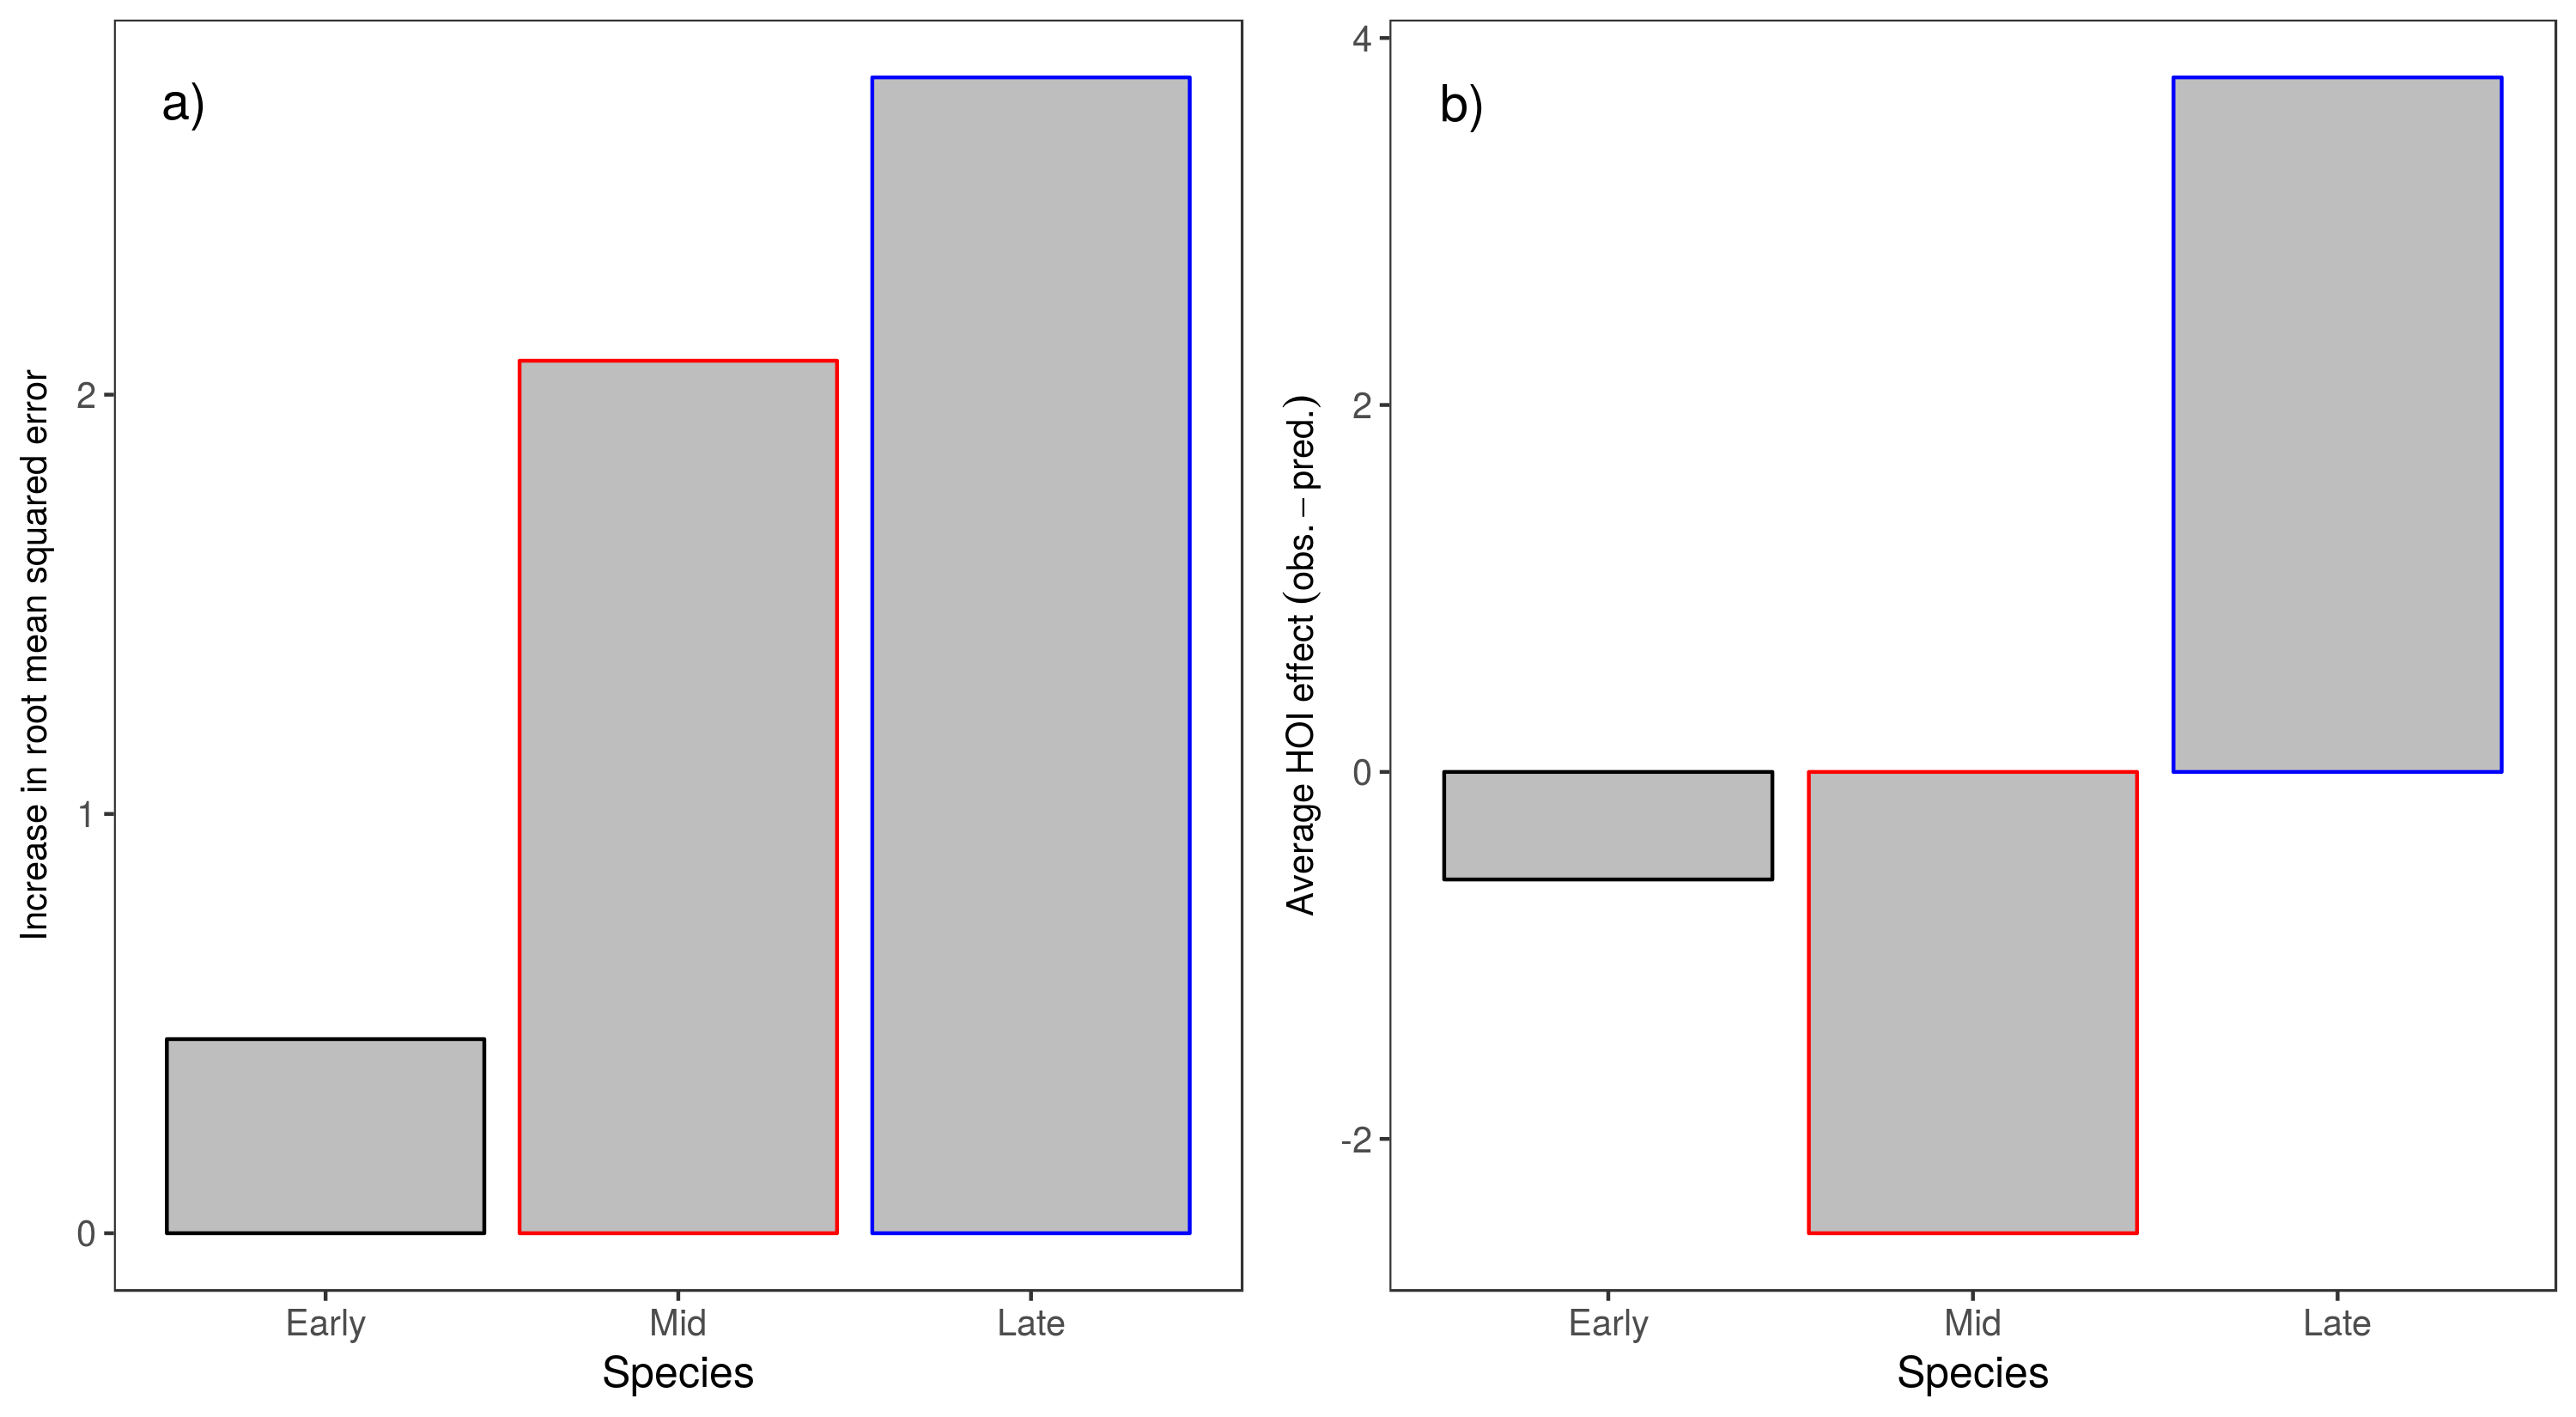 a)
Increase in root mean squared error
2
1
0
Early Mid Late
Species
b)
Average HOI effect (obs. − pred.)
4
2
0
-2
Early Mid Late
Species